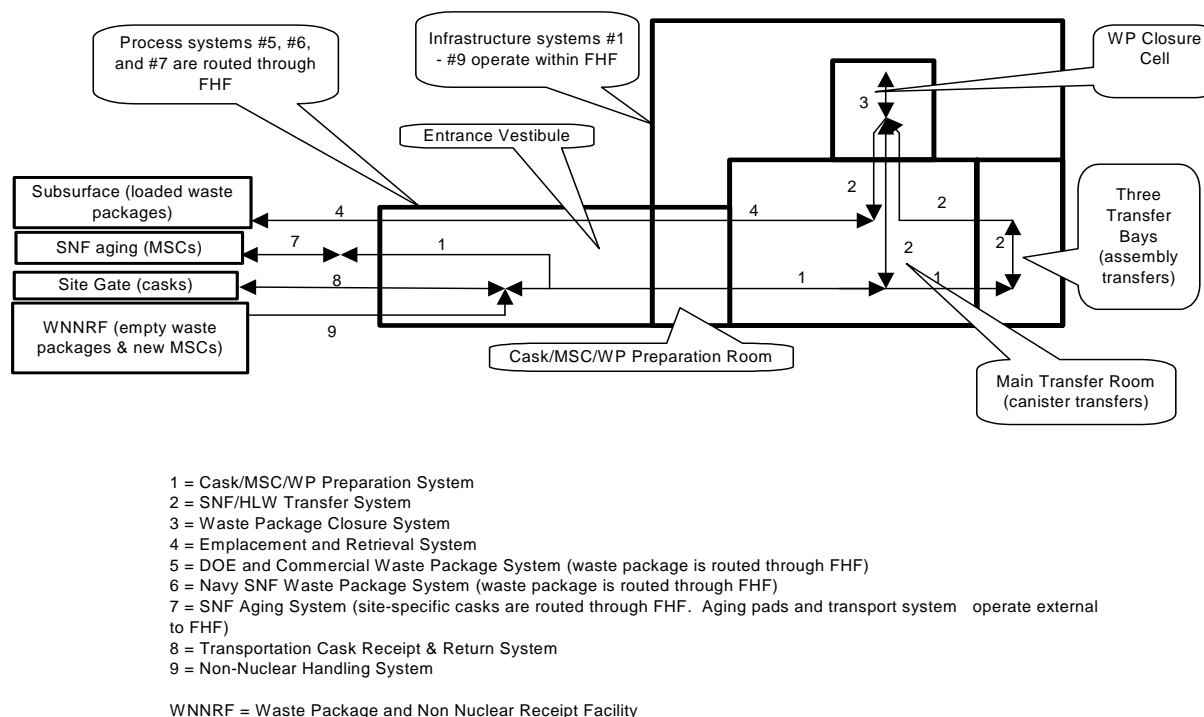 Process systems #5, #6,
and #7 are routed through
FHF
Infrastructure systems #1
- #9 operate within FHF
WP Closure
Cell
3
Entrance Vestibule
Subsurface (loaded waste
packages)
4
4
2
2
Three
Transfer
Bays
(assembly
transfers)
SNF aging (MSCs)
7
1
2
2
Site Gate (casks)
8
1
1
WNNRF (empty waste
packages & new MSCs)
9
Cask/MSC/WP Preparation Room
Main Transfer Room
(canister transfers)
1 = Cask/MSC/WP Preparation System
2 = SNF/HLW Transfer System
3 = Waste Package Closure System
4 = Emplacement and Retrieval System
5 = DOE and Commercial Waste Package System (waste package is routed through FHF)
6 = Navy SNF Waste Package System (waste package is routed through FHF)
7 = SNF Aging System (site-specific casks are routed through FHF. Aging pads and transport system operate external
to FHF)
8 = Transportation Cask Receipt & Return System
9 = Non-Nuclear Handling System
WNNRF = Waste Package and Non Nuclear Receipt Facility